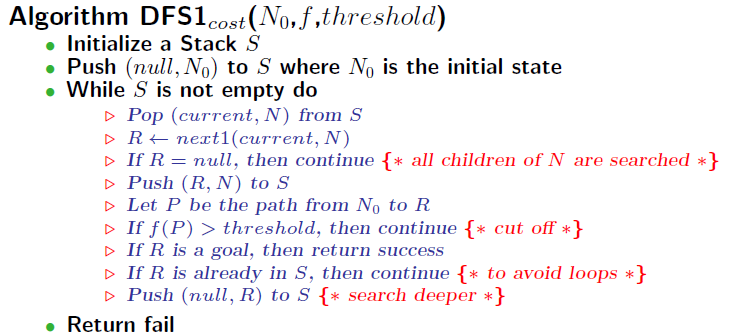 Algorithm DFS1_{cost}(N_0,f,threshold)
• Initialize a Stack S
• Push (null, N_0) to S where N_0 is the initial state
• While S is not empty do
▷ Pop (current, N) from S
▷ R ← next1(current, N)
▷ If R = null, then continue {* all children of N are searched *}
▷ Push (R, N) to S
▷ Let P be the path from N_0 to R
▷ If f(P) > threshold, then continue {* cut off *}
▷ If R is a goal, then return success
▷ If R is already in S, then continue {* to avoid loops *}
▷ Push (null, R) to S {* search deeper *}
• Return fail